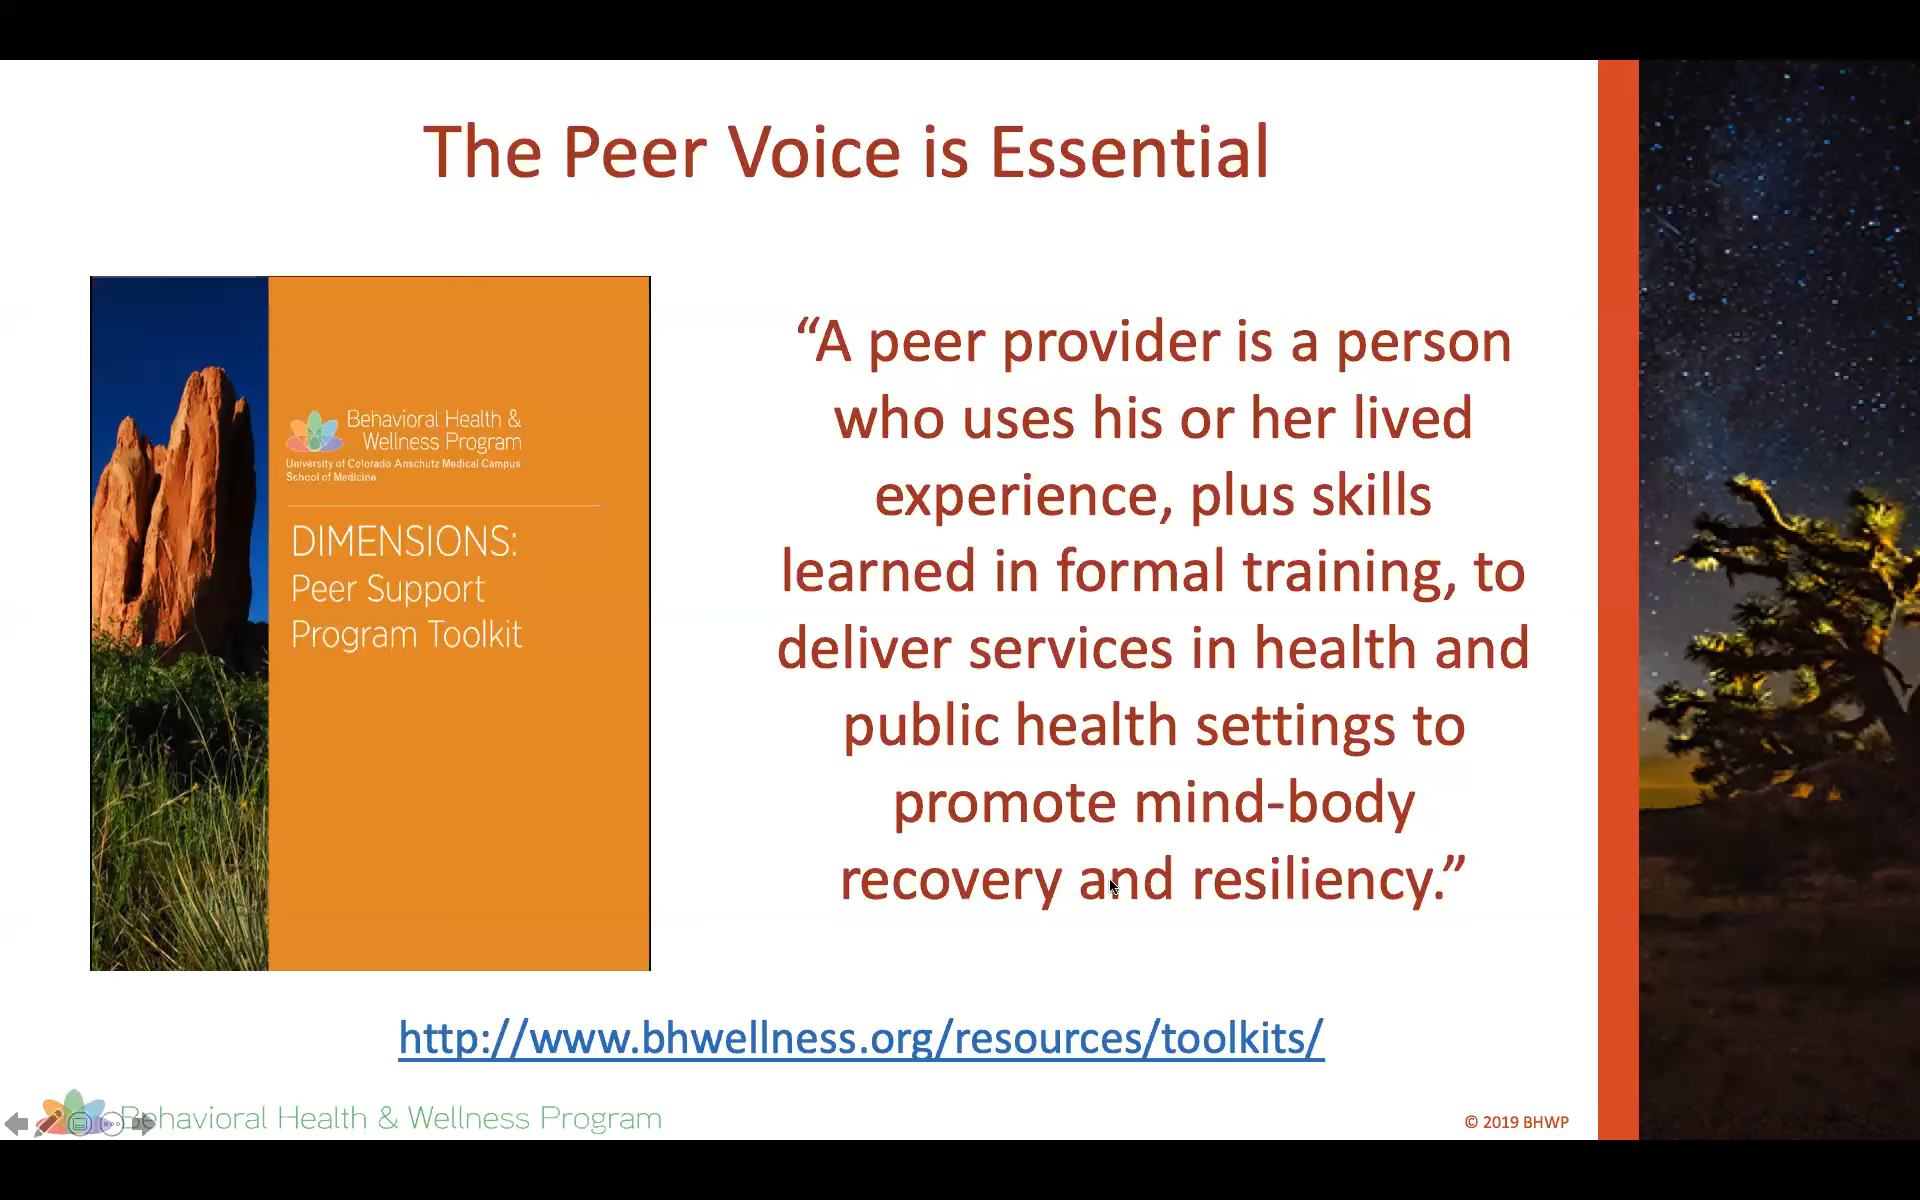 The Peer Voice is Essential
Behavioral Health &
Wellness Program
University of Colorado Anschutz Medical Campus
School of Medicine
DIMENSIONS:
Peer Support
Program Toolkit
“A peer provider is a person
who uses his or her lived
experience, plus skills
learned in formal training, to
deliver services in health and
public health settings to
promote mind-body
recovery and resiliency.”
http://www.bhwellness.org/resources/toolkits/
Behavioral Health & Wellness Program
© 2019 BHWP